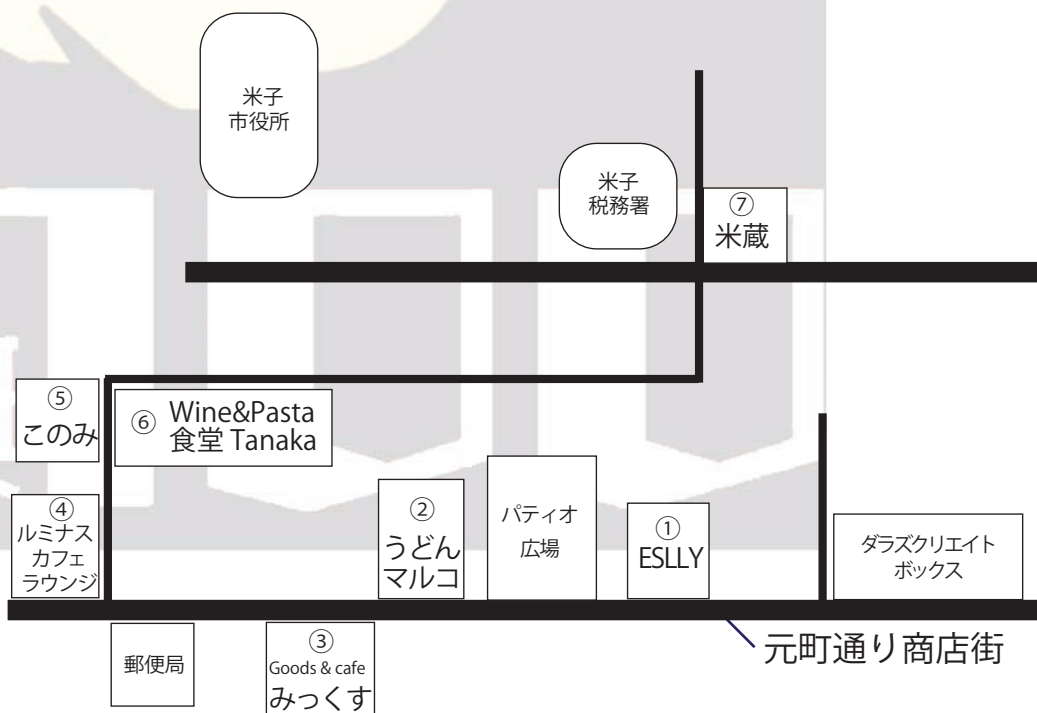 米子
市役所
米子
税務署
⑦
米蔵
⑤
このみ
⑥ Wine&Pasta
食堂 Tanaka
④
ルミナス
カフェ
ラウンジ
②
うどん
マルコ
パティオ
広場
①
ESLLY
ダラズクリエイト
ボックス
元町通り商店街
郵便局
③
Goods & cafe
みっくす